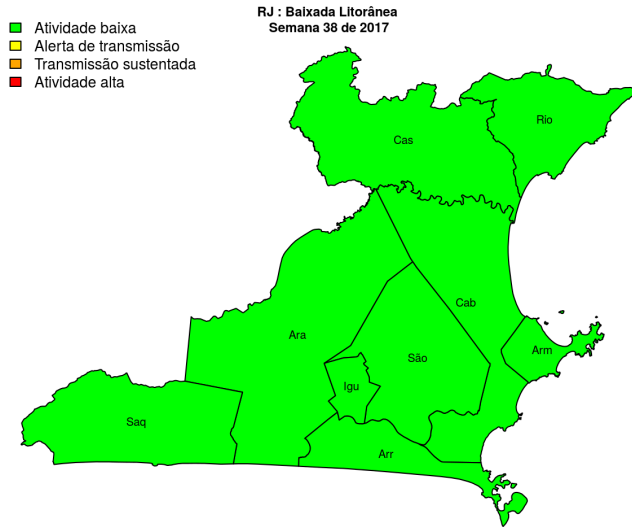 RJ : Baixada Litorânea
Semana 38 de 2017
Atividade baixa
Alerta de transmissão
Transmissão sustentada
Atividade alta
Rio
Cas
Cab
Ara
Arm
São
Igu
Saq
Arr